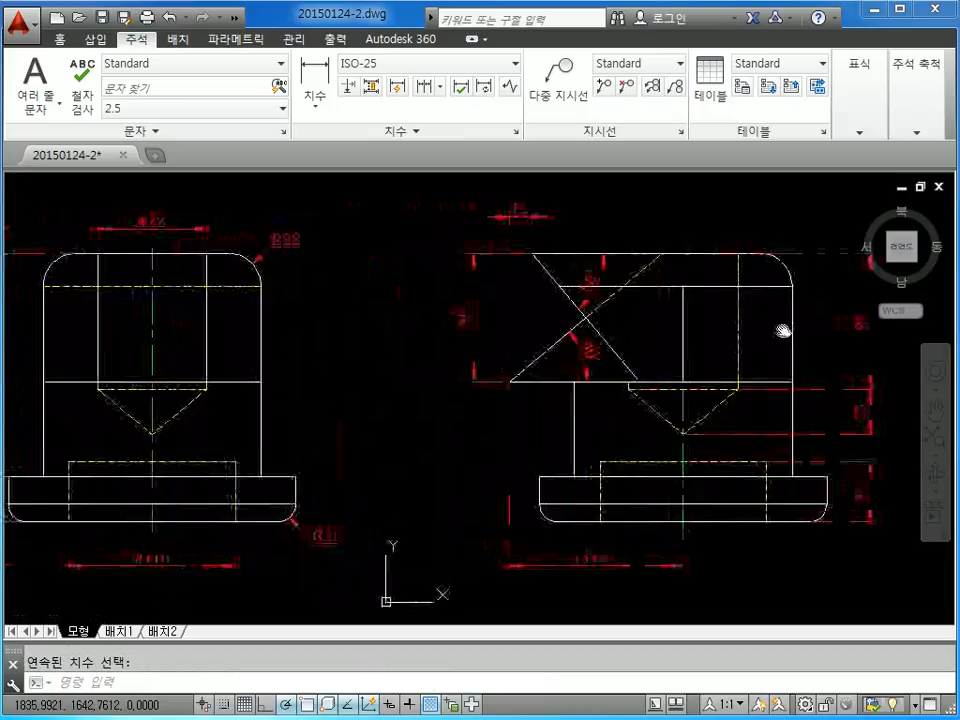 20150124-2.dwg
키워드 또는 구절 입력
로그인
홈 삽입 주석 배치 파라메트릭 관리 출력 Autodesk 360
여러 줄 문자
ABC
철자 검사
Standard
문자 찾기
2.5
문자
치수
ISO-25
치수
다중 지시선
Standard
지시선
테이블
Standard
테이블
표식
주석 축척
20150124-2*
북
서
동
남
WCS
Y
X
모형 배치1 배치2
연속된 치수 선택:
명령 입력
1835,9921, 1642,7612, 0,0000
1:1